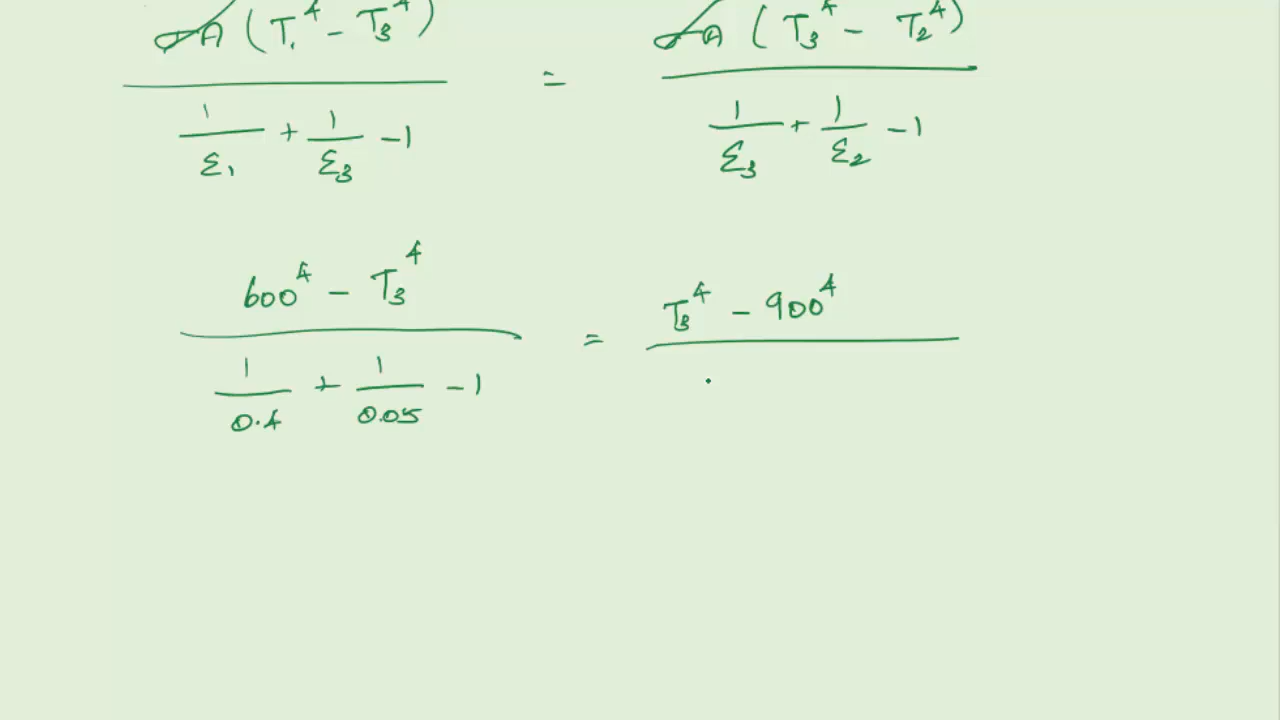 σA (T₁⁴ - T₃⁴) / (1/ε₁ + 1/ε₃ - 1) = σA (T₃⁴ - T₂⁴) / (1/ε₃ + 1/ε₂ - 1)
(600⁴ - T₃⁴) / (1/0.4 + 1/0.05 - 1) = (T₃⁴ - 900⁴) /